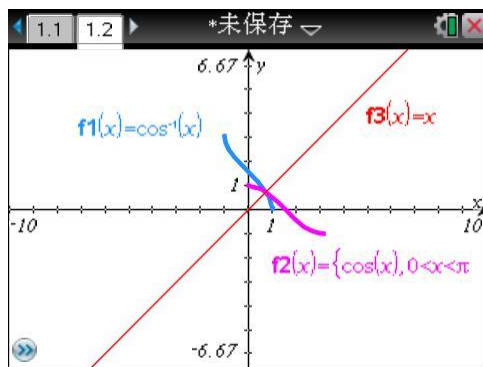 1.1 1.2 *未保存
6.67 y
f1(x)=cos⁻¹(x)
f3(x)=x
1
x
-10 1 10
f2(x)={cos(x), 0<x<π
-6.67